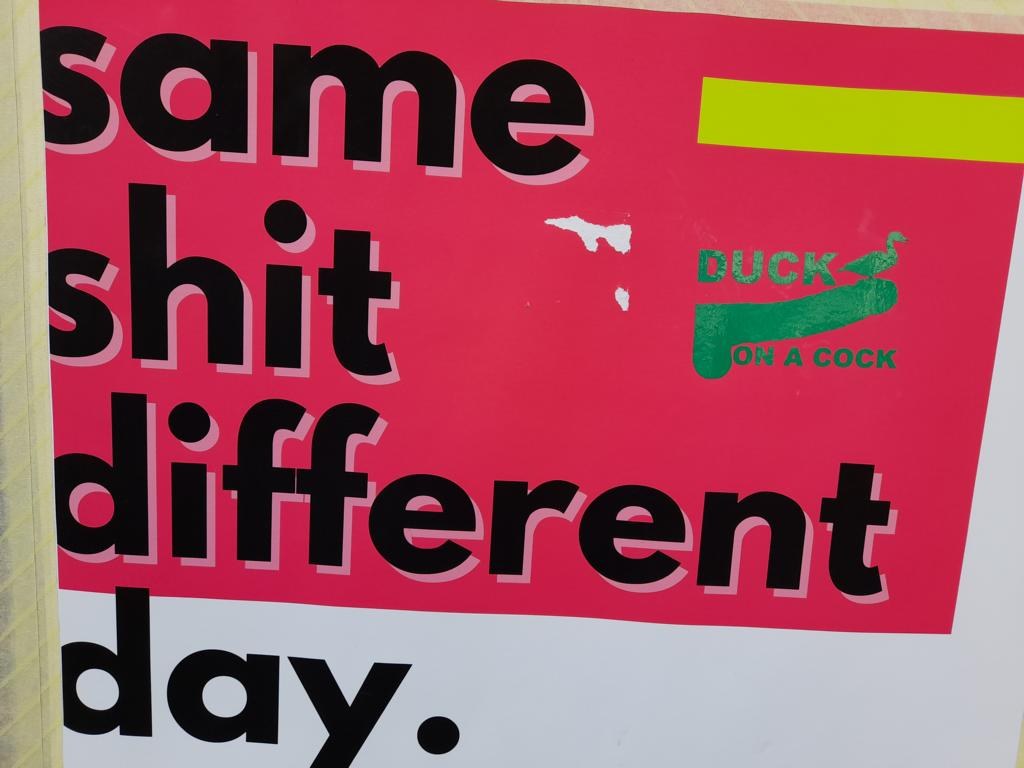 same
shit
different
day.
DUCK
ON A COCK